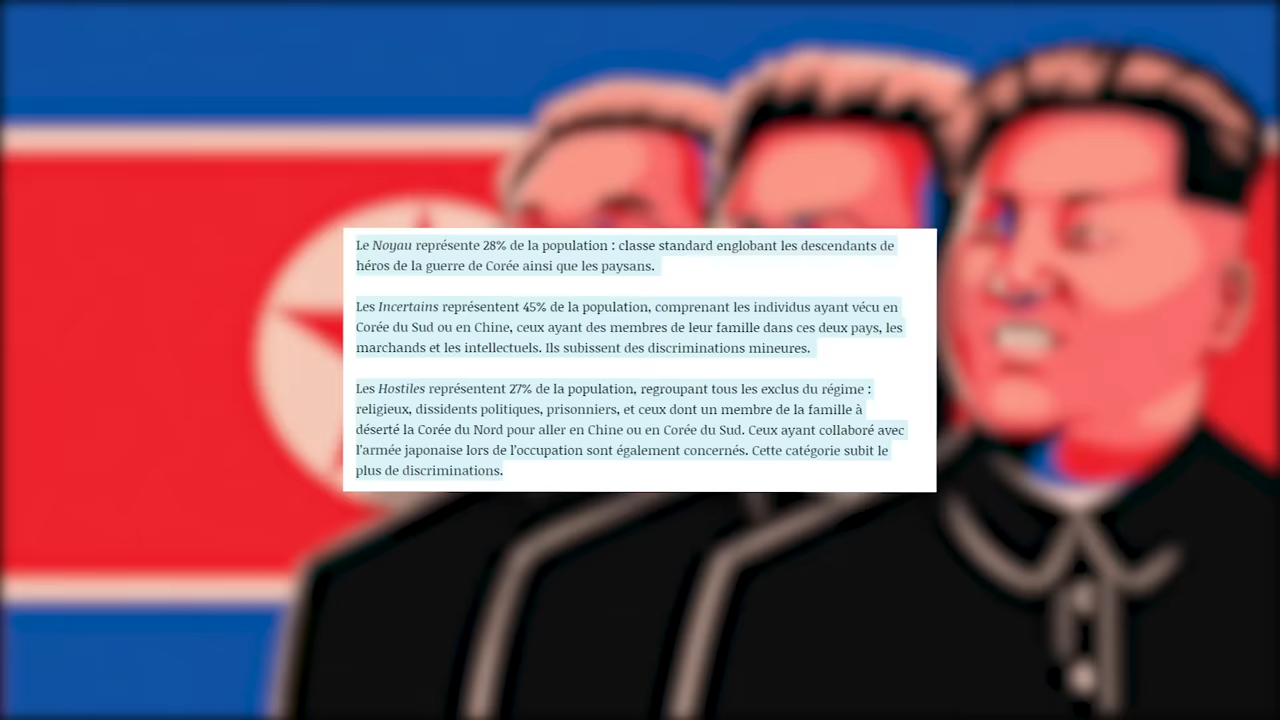 Le Noyau représente 28% de la population : classe standard englobant les descendants de
héros de la guerre de Corée ainsi que les paysans.
Les Incertains représentent 45% de la population, comprenant les individus ayant vécu en
Corée du Sud ou en Chine, ceux ayant des membres de leur famille dans ces deux pays, les
marchands et les intellectuels. Ils subissent des discriminations mineures.
Les Hostiles représentent 27% de la population, regroupant tous les exclus du régime :
religieux, dissidents politiques, prisonniers, et ceux dont un membre de la famille à
déserté la Corée du Nord pour aller en Chine ou en Corée du Sud. Ceux ayant collaboré avec
l'armée japonaise lors de l'occupation sont également concernés. Cette catégorie subit le
plus de discriminations.